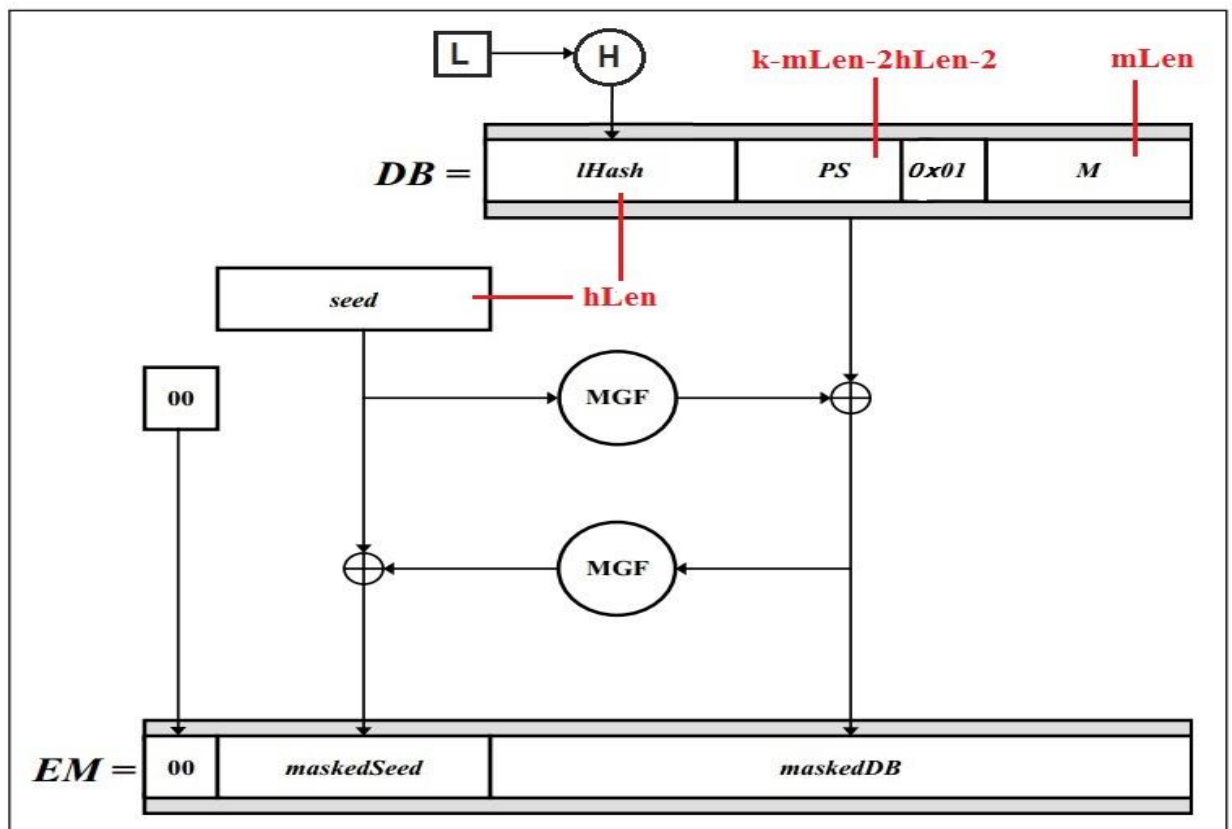 L
H
k-mLen-2hLen-2
mLen
DB =
lHash
PS
0x01
M
seed
hLen
00
MGF
MGF
EM =
00
maskedSeed
maskedDB